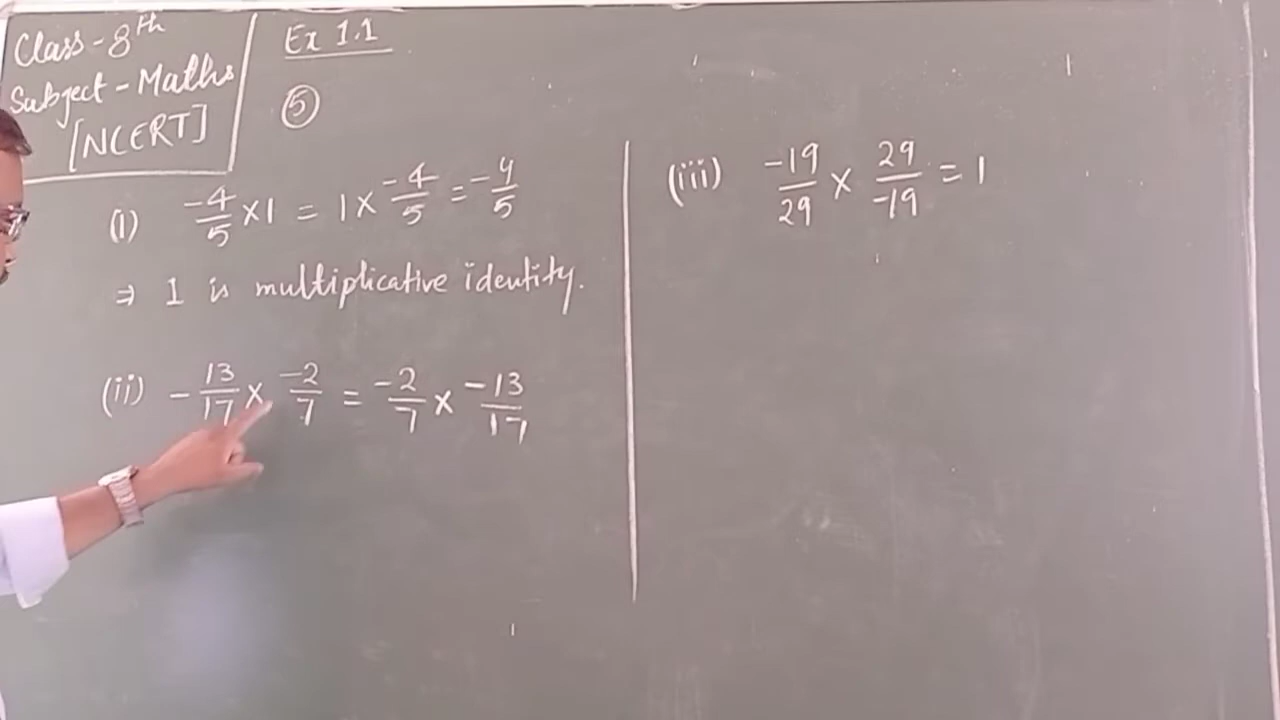 Class - 8th
Subject - Maths
[NCERT]
Ex 1.1
(5)
(i) -4/5 × 1 = 1 × -4/5 = -4/5
⇒ 1 is multiplicative identity.
(ii) -13/17 × -2/7 = -2/7 × -13/17
(iii) -19/29 × 29/-19 = 1